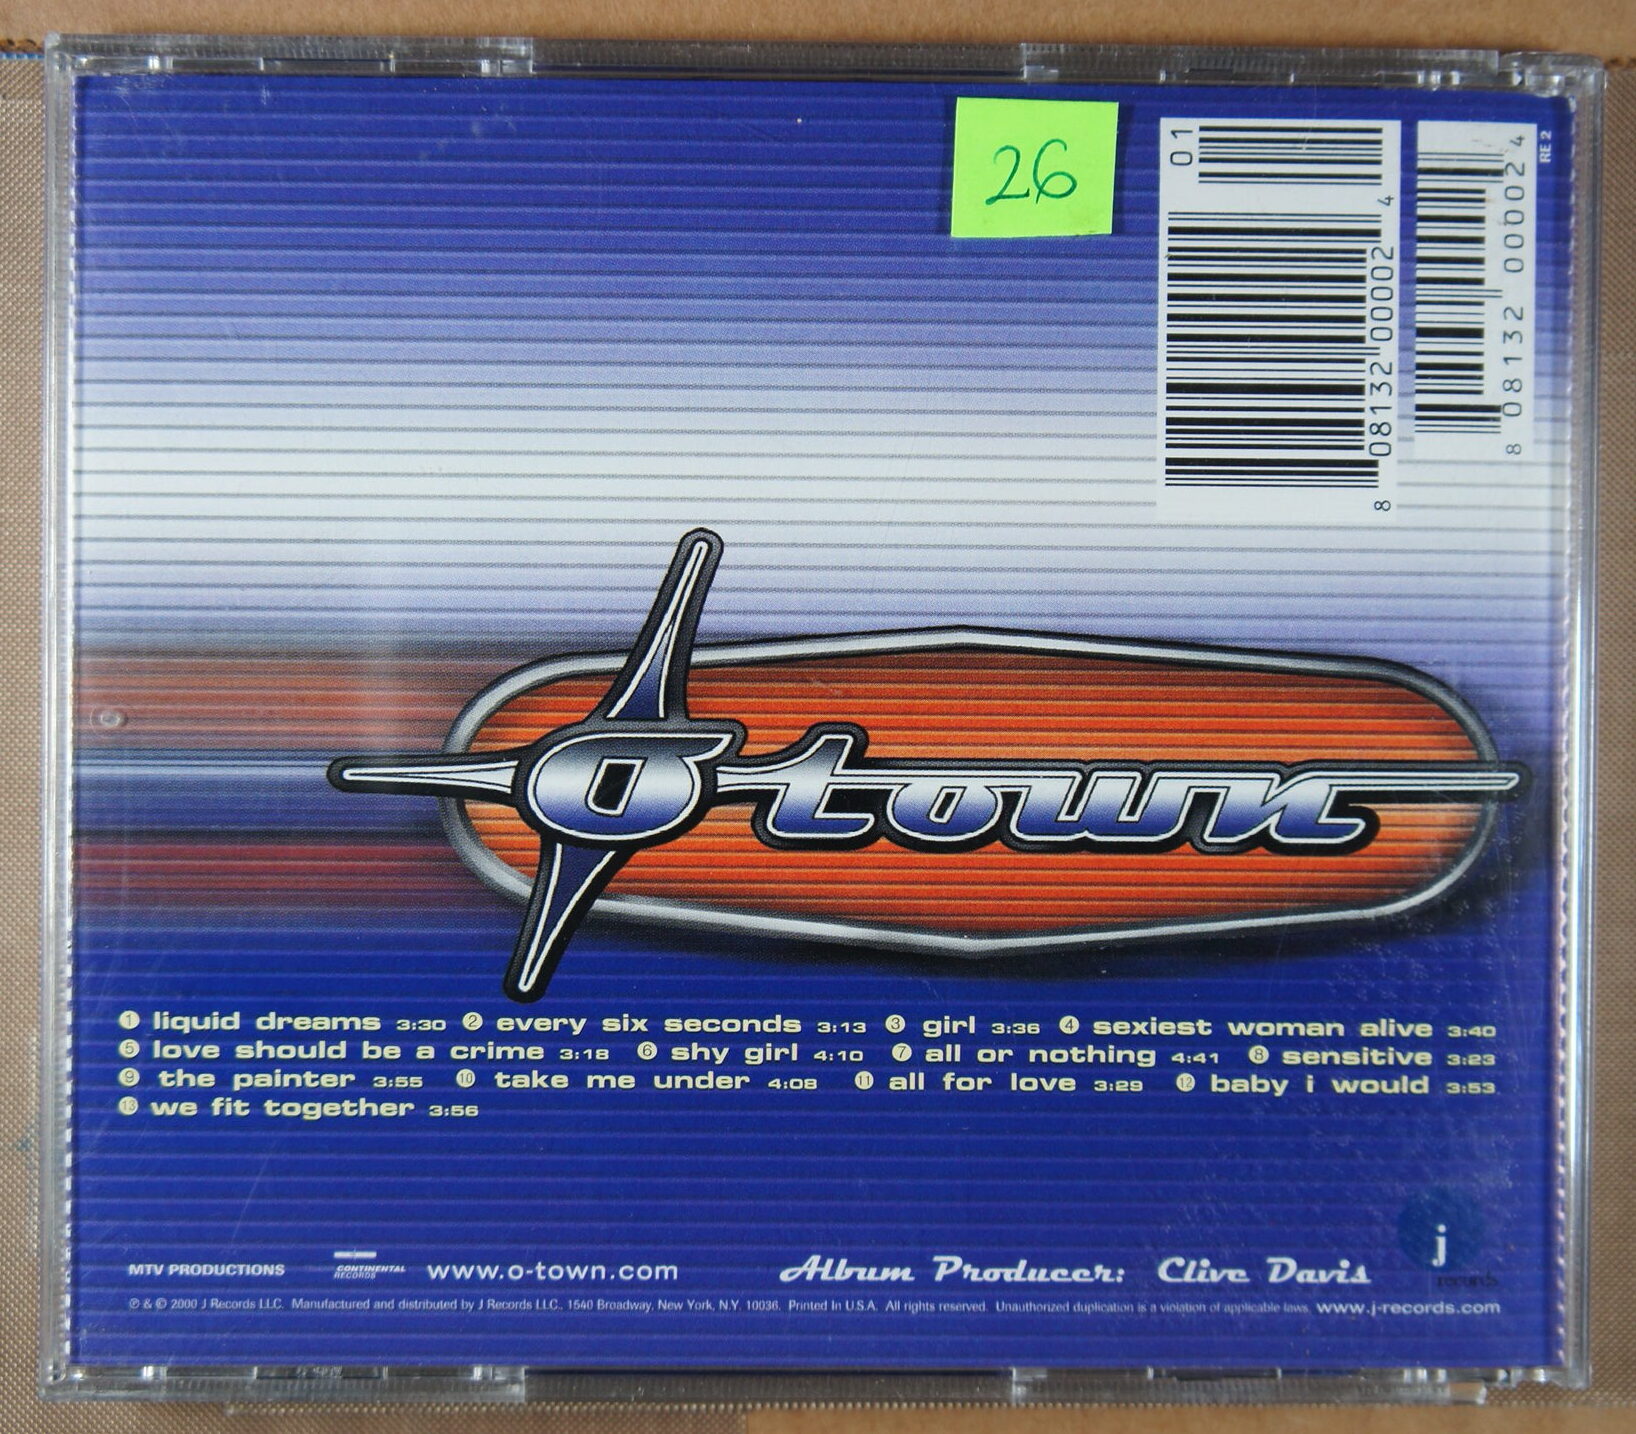 26
01
8 08132 00002 4
8 08132 00002 4
RE 2
o town
1 liquid dreams 3:30 2 every six seconds 3:13 3 girl 3:36 4 sexiest woman alive 3:40
5 love should be a crime 3:18 6 shy girl 4:10 7 all or nothing 4:41 8 sensitive 3:23
9 the painter 3:55 10 take me under 4:08 11 all for love 3:29 12 baby i would 3:53
13 we fit together 3:56
MTV PRODUCTIONS CONTINENTAL RECORDS www.o-town.com Album Producer: Clive Davis j records
℗ & © 2000 J Records LLC. Manufactured and distributed by J Records LLC., 1540 Broadway, New York, N.Y. 10036. Printed In U.S.A. All rights reserved. Unauthorized duplication is a violation of applicable laws. www.j-records.com